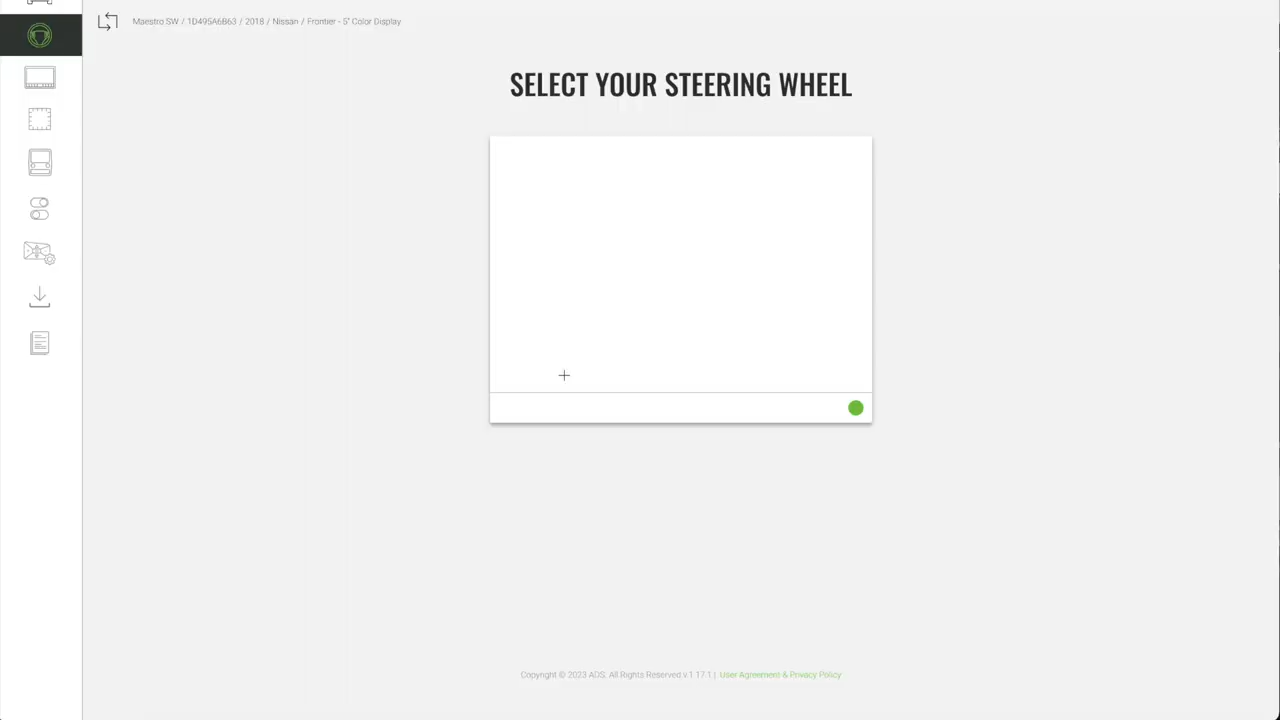 Maestro SW / 1D495A6B63 / 2018 / Nissan / Frontier - 5" Color Display
SELECT YOUR STEERING WHEEL
Copyright © 2023 ADS. All Rights Reserved.v.1.17.1 | User Agreement & Privacy Policy